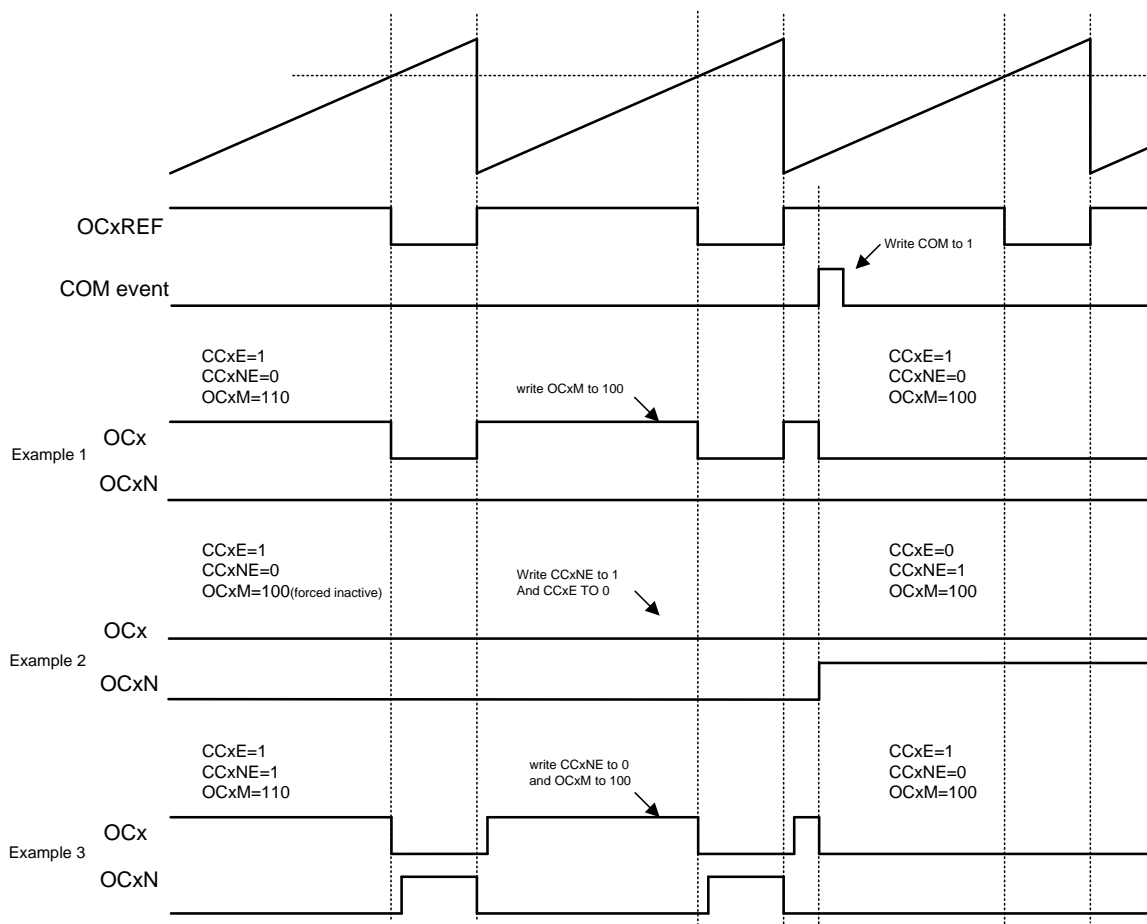 OCxREF
Write COM to 1
COM event
CCxE=1
CCxNE=0
OCxM=110
write OCxM to 100
CCxE=1
CCxNE=0
OCxM=100
OCx
Example 1
OCxN
CCxE=1
CCxNE=0
OCxM=100(forced inactive)
Write CCxNE to 1
And CCxE TO 0
CCxE=0
CCxNE=1
OCxM=100
OCx
Example 2
OCxN
CCxE=1
CCxNE=1
OCxM=110
write CCxNE to 0
and OCxM to 100
CCxE=1
CCxNE=0
OCxM=100
OCx
Example 3
OCxN